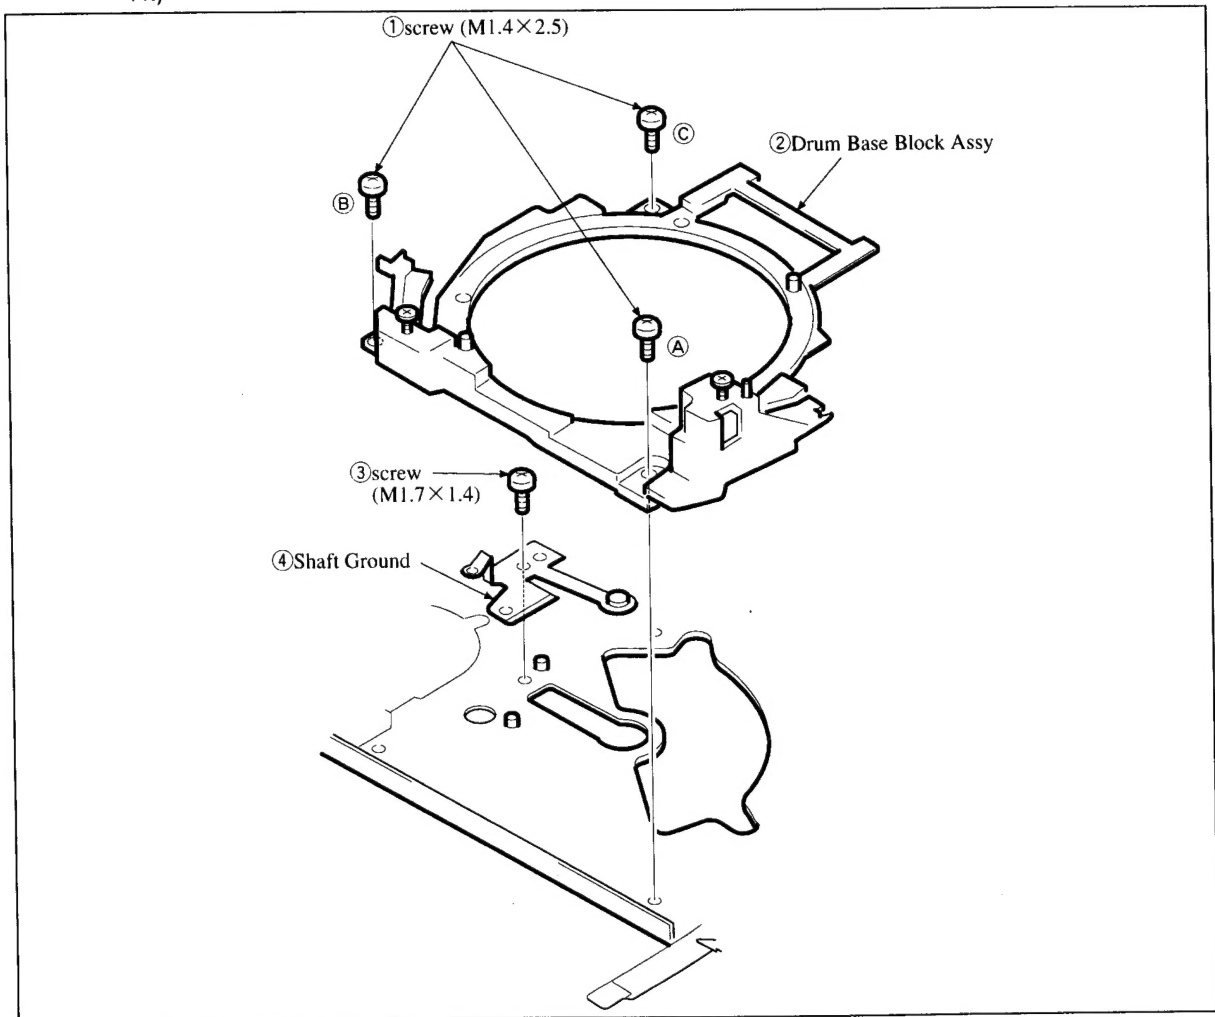 ①screw (M1.4×2.5)
Ⓒ
②Drum Base Block Assy
Ⓑ
Ⓐ
③screw
(M1.7×1.4)
④Shaft Ground